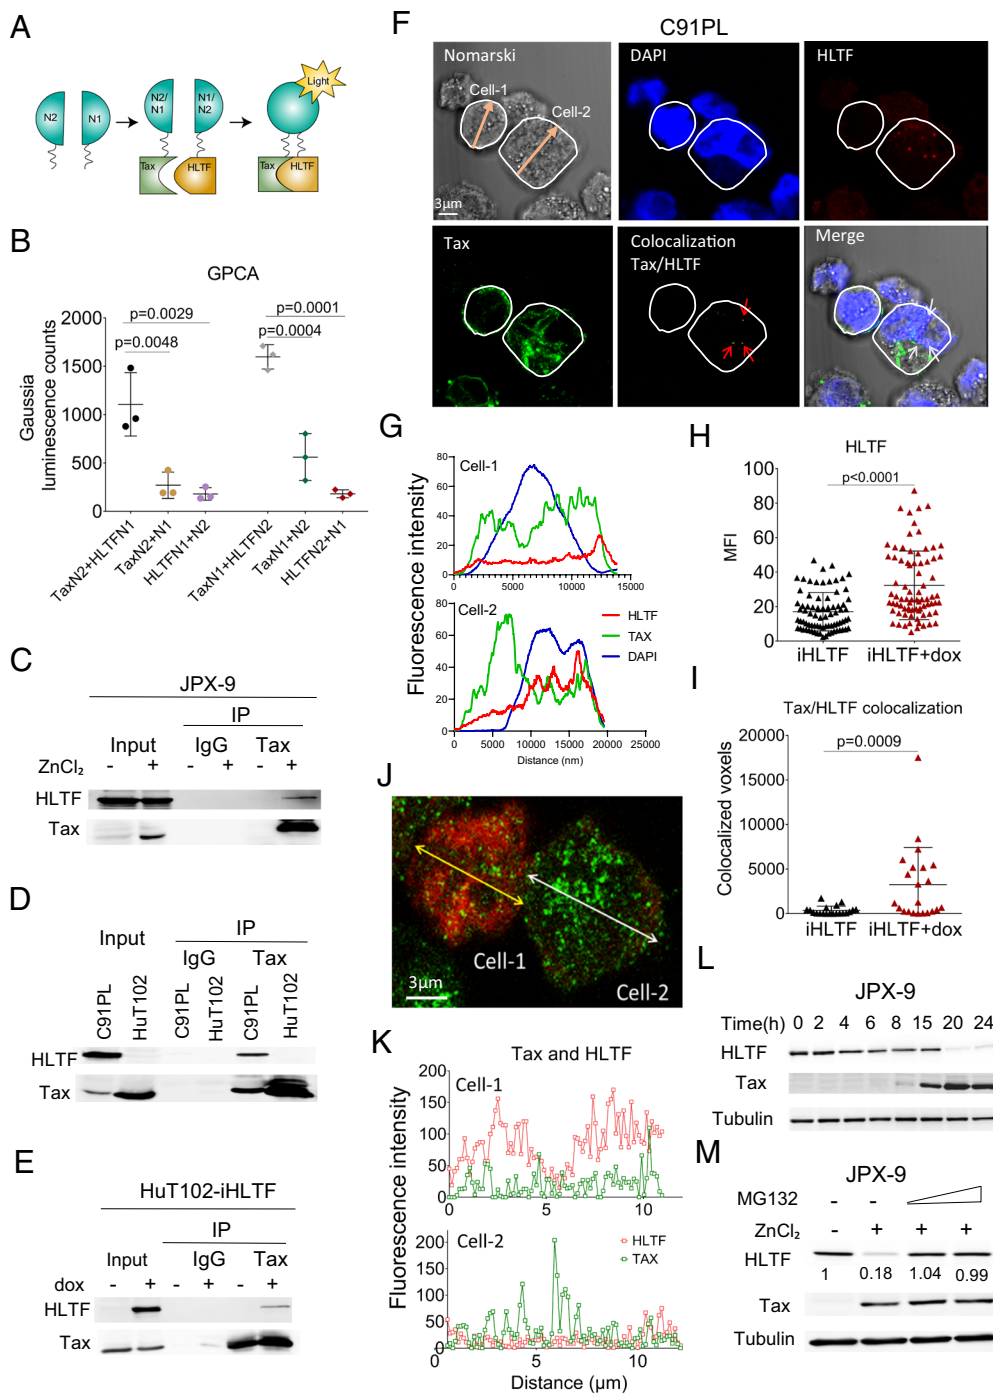 A
N2
N1
N2/
N1
N1/
N2
Light
Tax
HLTF
Tax
HLTF
B
GPCA
Gaussia
luminescence counts
2000
1500
1000
500
0
p=0.0029
p=0.0048
p=0.0001
p=0.0004
TaxN2+HLTFN1
TaxN2+N1
HLTFN1+N2
TaxN1+HLTFN2
TaxN1+N2
HLTFN2+N1
C
JPX-9
IP
Input IgG Tax
ZnCl₂ - + - + - +
HLTF
Tax
D
IP
Input
IgG Tax
C91PL
HuT102
C91PL
HuT102
C91PL
HuT102
HLTF
Tax
E
HuT102-iHLTF
IP
Input IgG Tax
dox - + - + - +
HLTF
Tax
F
C91PL
Nomarski
Cell-1
Cell-2
3μm
DAPI
HLTF
Tax
Colocalization
Tax/HLTF
Merge
G
Fluorescence intensity
Cell-1
80
60
40
20
0
0 5000 10000 15000
Cell-2
80
60
40
20
0
HLTF
TAX
DAPI
0 5000 10000 15000 20000 25000
Distance (nm)
H
HLTF
MFI
100
80
60
40
20
0
p<0.0001
iHLTF iHLTF+dox
I
Tax/HLTF colocalization
Colocalized voxels
20000
15000
10000
5000
0
p=0.0009
iHLTF iHLTF+dox
J
Cell-1
Cell-2
3μm
K
Tax and HLTF
Fluorescence intensity
Cell-1
200
150
100
50
0
0 5 10
Cell-2
200
150
100
50
0
HLTF
TAX
0 5 10
Distance (μm)
L
JPX-9
Time(h) 0 2 4 6 8 15 20 24
HLTF
Tax
Tubulin
M
JPX-9
MG132 - -
ZnCl₂ - + + +
HLTF
1 0.18 1.04 0.99
Tax
Tubulin